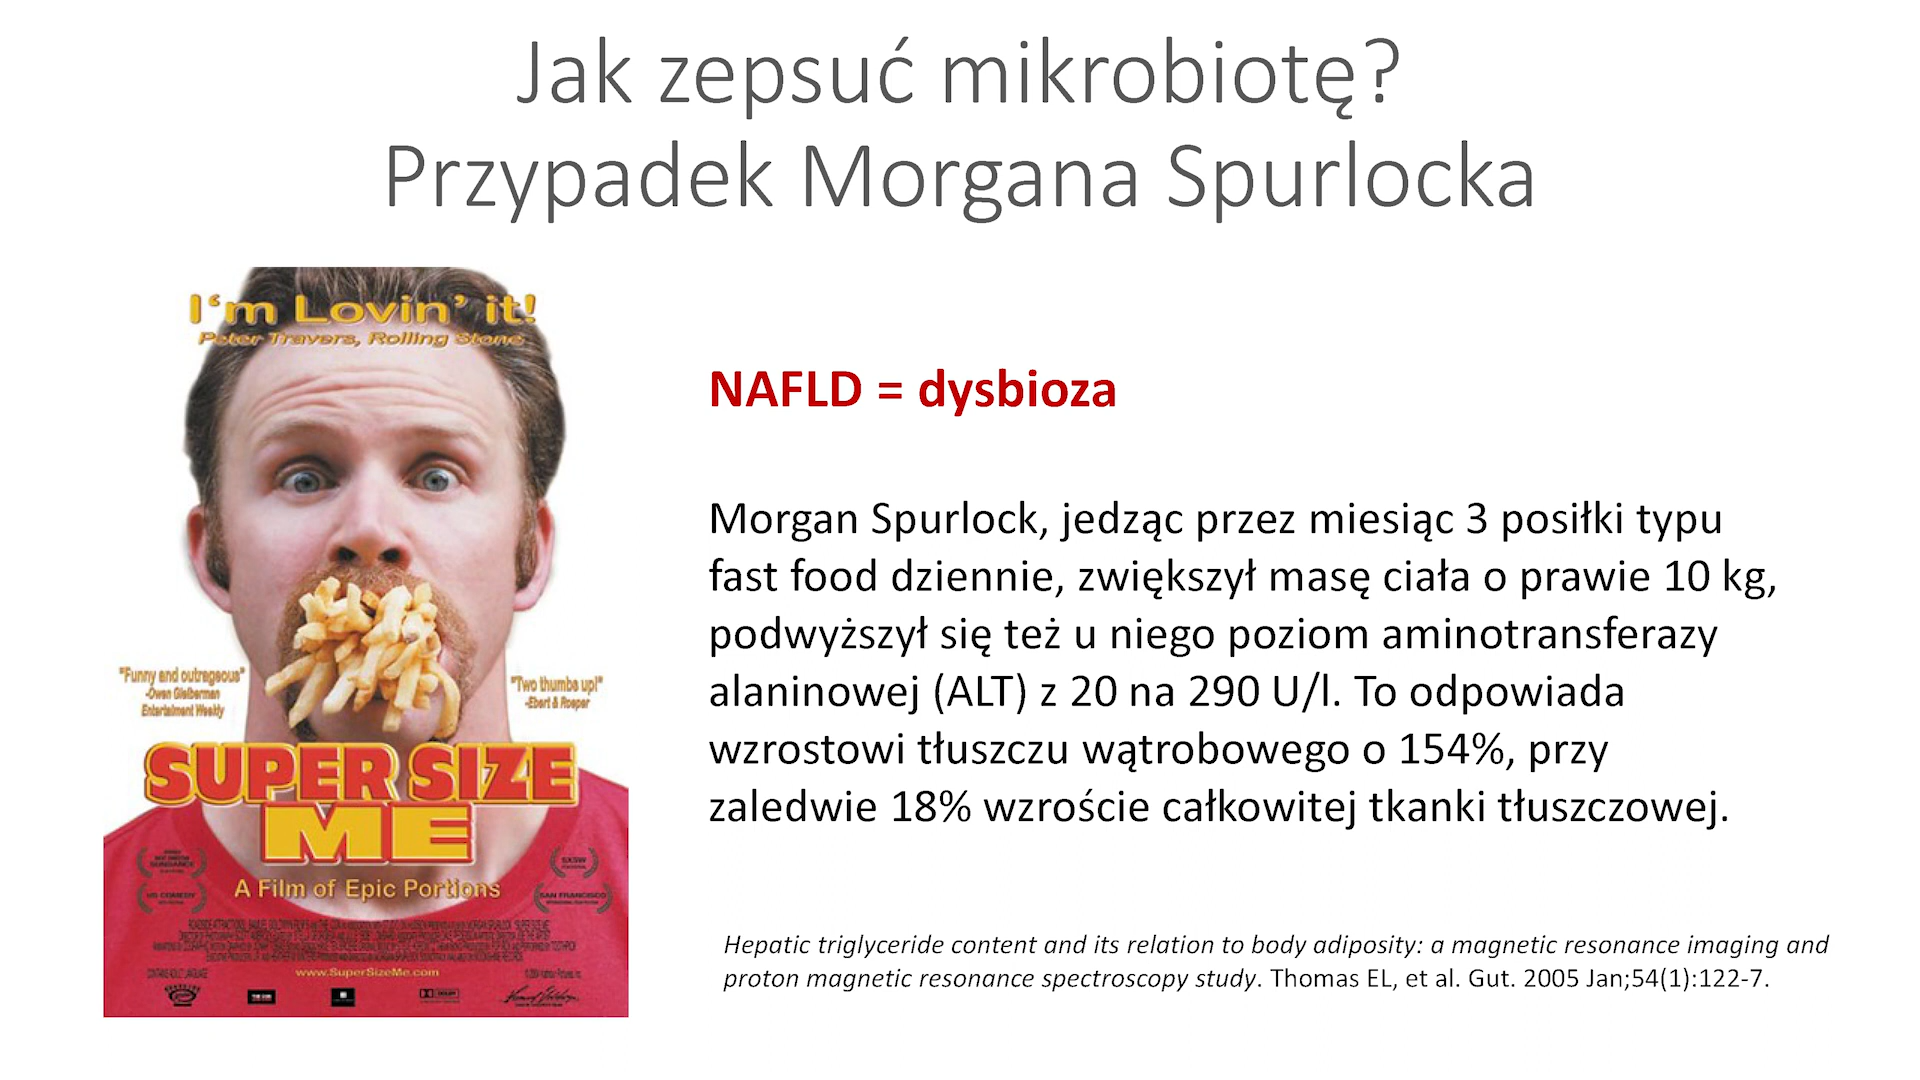 Jak zepsuć mikrobiotę?
Przypadek Morgana Spurlocka
I'm Lovin' it!
Peter Travers, Rolling Stone
NAFLD = dysbioza
Morgan Spurlock, jedząc przez miesiąc 3 posiłki typu
fast food dziennie, zwiększył masę ciała o prawie 10 kg,
podwyższył się też u niego poziom aminotransferazy
alaninowej (ALT) z 20 na 290 U/l. To odpowiada
wzrostowi tłuszczu wątrobowego o 154%, przy
zaledwie 18% wzroście całkowitej tkanki tłuszczowej.
"Funny and outrageous"
-Owen Gleiberman
Entertainment Weekly
"Two thumbs up!"
-Ebert & Roeper
SUPER SIZE
ME
A Film of Epic Portions
www.SuperSizeMe.com
Hepatic triglyceride content and its relation to body adiposity: a magnetic resonance imaging and
proton magnetic resonance spectroscopy study. Thomas EL, et al. Gut. 2005 Jan;54(1):122-7.